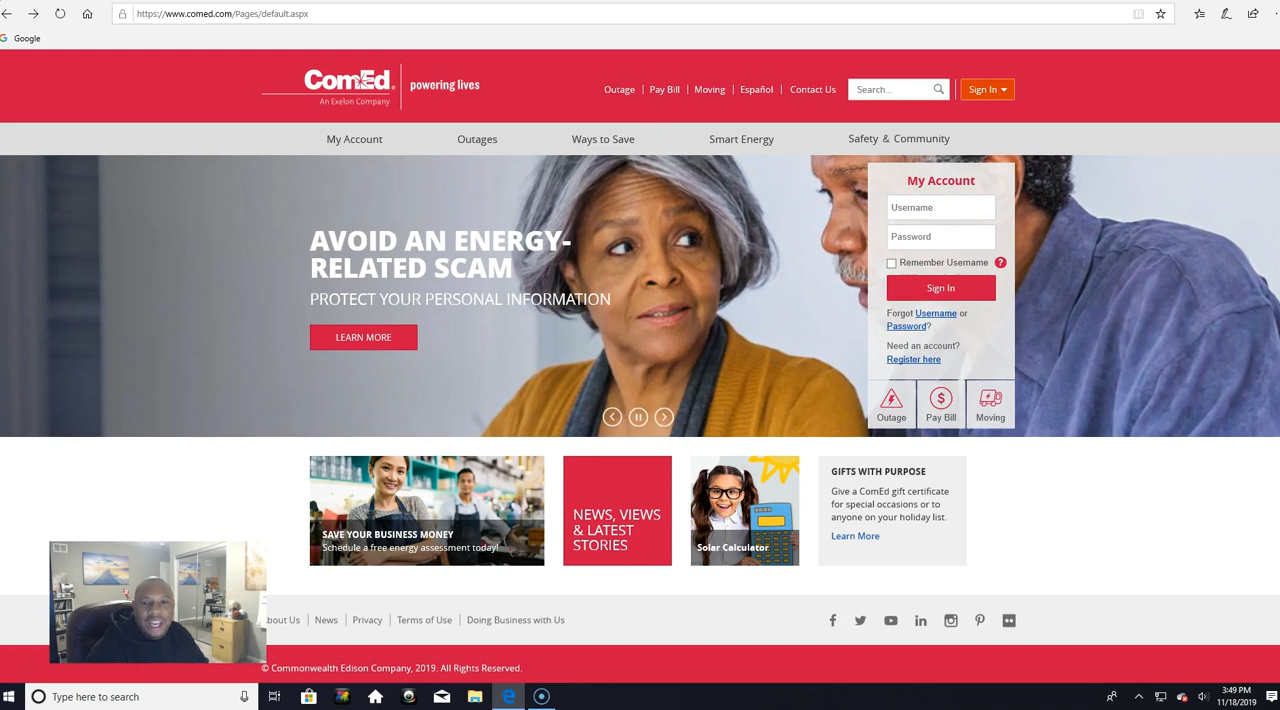 https://www.comed.com/Pages/default.aspx
Google
ComEd® powering lives
An Exelon Company
Outage | Pay Bill | Moving | Español | Contact Us Search... Sign In
My Account Outages Ways to Save Smart Energy Safety & Community
AVOID AN ENERGY-
RELATED SCAM
PROTECT YOUR PERSONAL INFORMATION
LEARN MORE
My Account
Username
Password
Remember Username ?
Sign In
Forgot Username or
Password?
Need an account?
Register here
Outage Pay Bill Moving
SAVE YOUR BUSINESS MONEY
Schedule a free energy assessment today!
NEWS, VIEWS
& LATEST
STORIES
Solar Calculator
GIFTS WITH PURPOSE
Give a ComEd gift certificate
for special occasions or to
anyone on your holiday list.
Learn More
bout Us | News | Privacy | Terms of Use | Doing Business with Us
© Commonwealth Edison Company, 2019. All Rights Reserved.
Type here to search
3:49 PM
11/18/2019